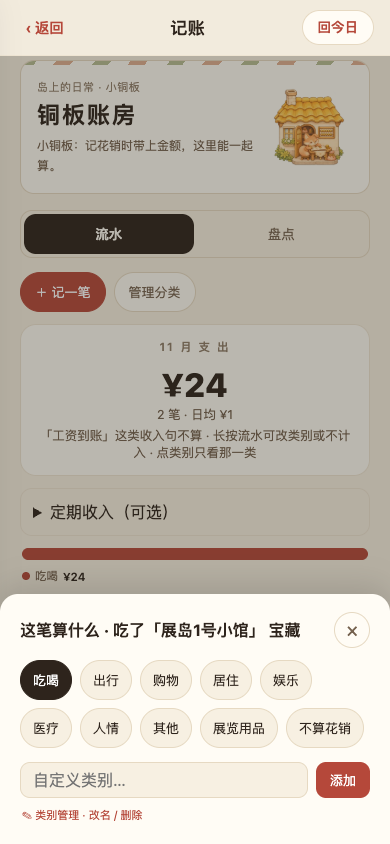 ‹ 返回
记账
回今日
岛上的日常 · 小铜板
铜板账房
小铜板：记花销时带上金额，这里能一起
算。
流水
盘点
＋ 记一笔
管理分类
11 月 支 出
¥24
2 笔 · 日均 ¥1
「工资到账」这类收入句不算 · 长按流水可改类别或不计
入 · 点类别只看那一类
▶ 定期收入（可选）
吃喝 ¥24
这笔算什么 · 吃了「展岛1号小馆」 宝藏
×
吃喝
出行
购物
居住
娱乐
医疗
人情
其他
展览用品
不算花销
自定义类别...
添加
✎ 类别管理 · 改名 / 删除